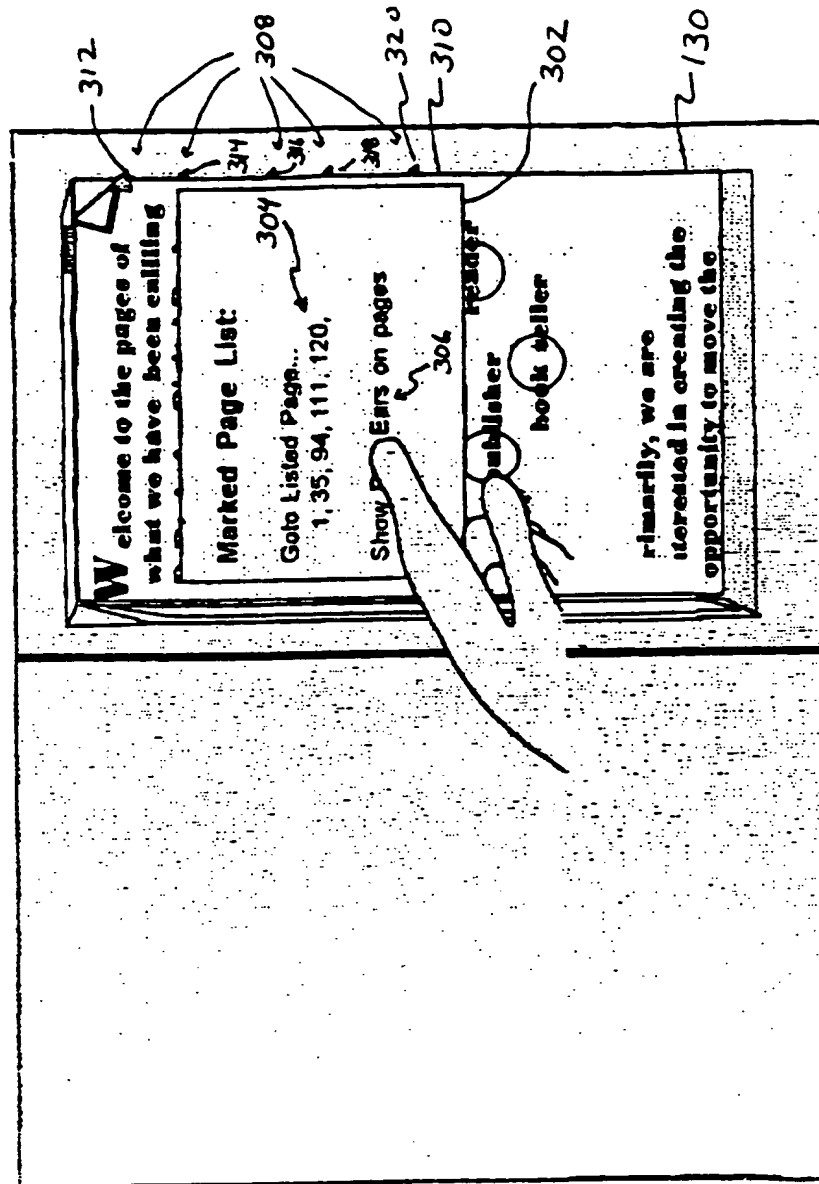 Welcome to the pages of
what we have been callling
Marked Page List:
Goto Listed Page...
1, 35, 94, 111, 120,
Show Ears on pages
reader
publisher
book seller
rimarily, we are
iterested in creating the
opportunity to move the
312
308
314
316
318
320
310
302
304
306
130